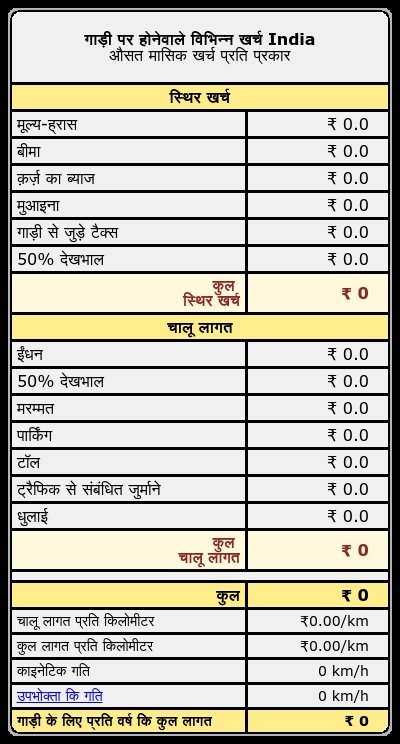 गाड़ी पर होनेवाले विभिन्न खर्च India
औसत मासिक खर्च प्रति प्रकार
स्थिर खर्च
मूल्य-ह्रास ₹ 0.0
बीमा ₹ 0.0
क़र्ज़ का ब्याज ₹ 0.0
मुआइना ₹ 0.0
गाड़ी से जुड़े टैक्स ₹ 0.0
50% देखभाल ₹ 0.0
कुल
स्थिर खर्च ₹ 0
चालू लागत
ईंधन ₹ 0.0
50% देखभाल ₹ 0.0
मरम्मत ₹ 0.0
पार्किंग ₹ 0.0
टॉल ₹ 0.0
ट्रैफिक से संबंधित जुर्माने ₹ 0.0
धुलाई ₹ 0.0
कुल
चालू लागत ₹ 0
कुल ₹ 0
चालू लागत प्रति किलोमीटर ₹0.00/km
कुल लागत प्रति किलोमीटर ₹0.00/km
काइनेटिक गति 0 km/h
उपभोक्ता कि गति 0 km/h
गाड़ी के लिए प्रति वर्ष कि कुल लागत ₹ 0